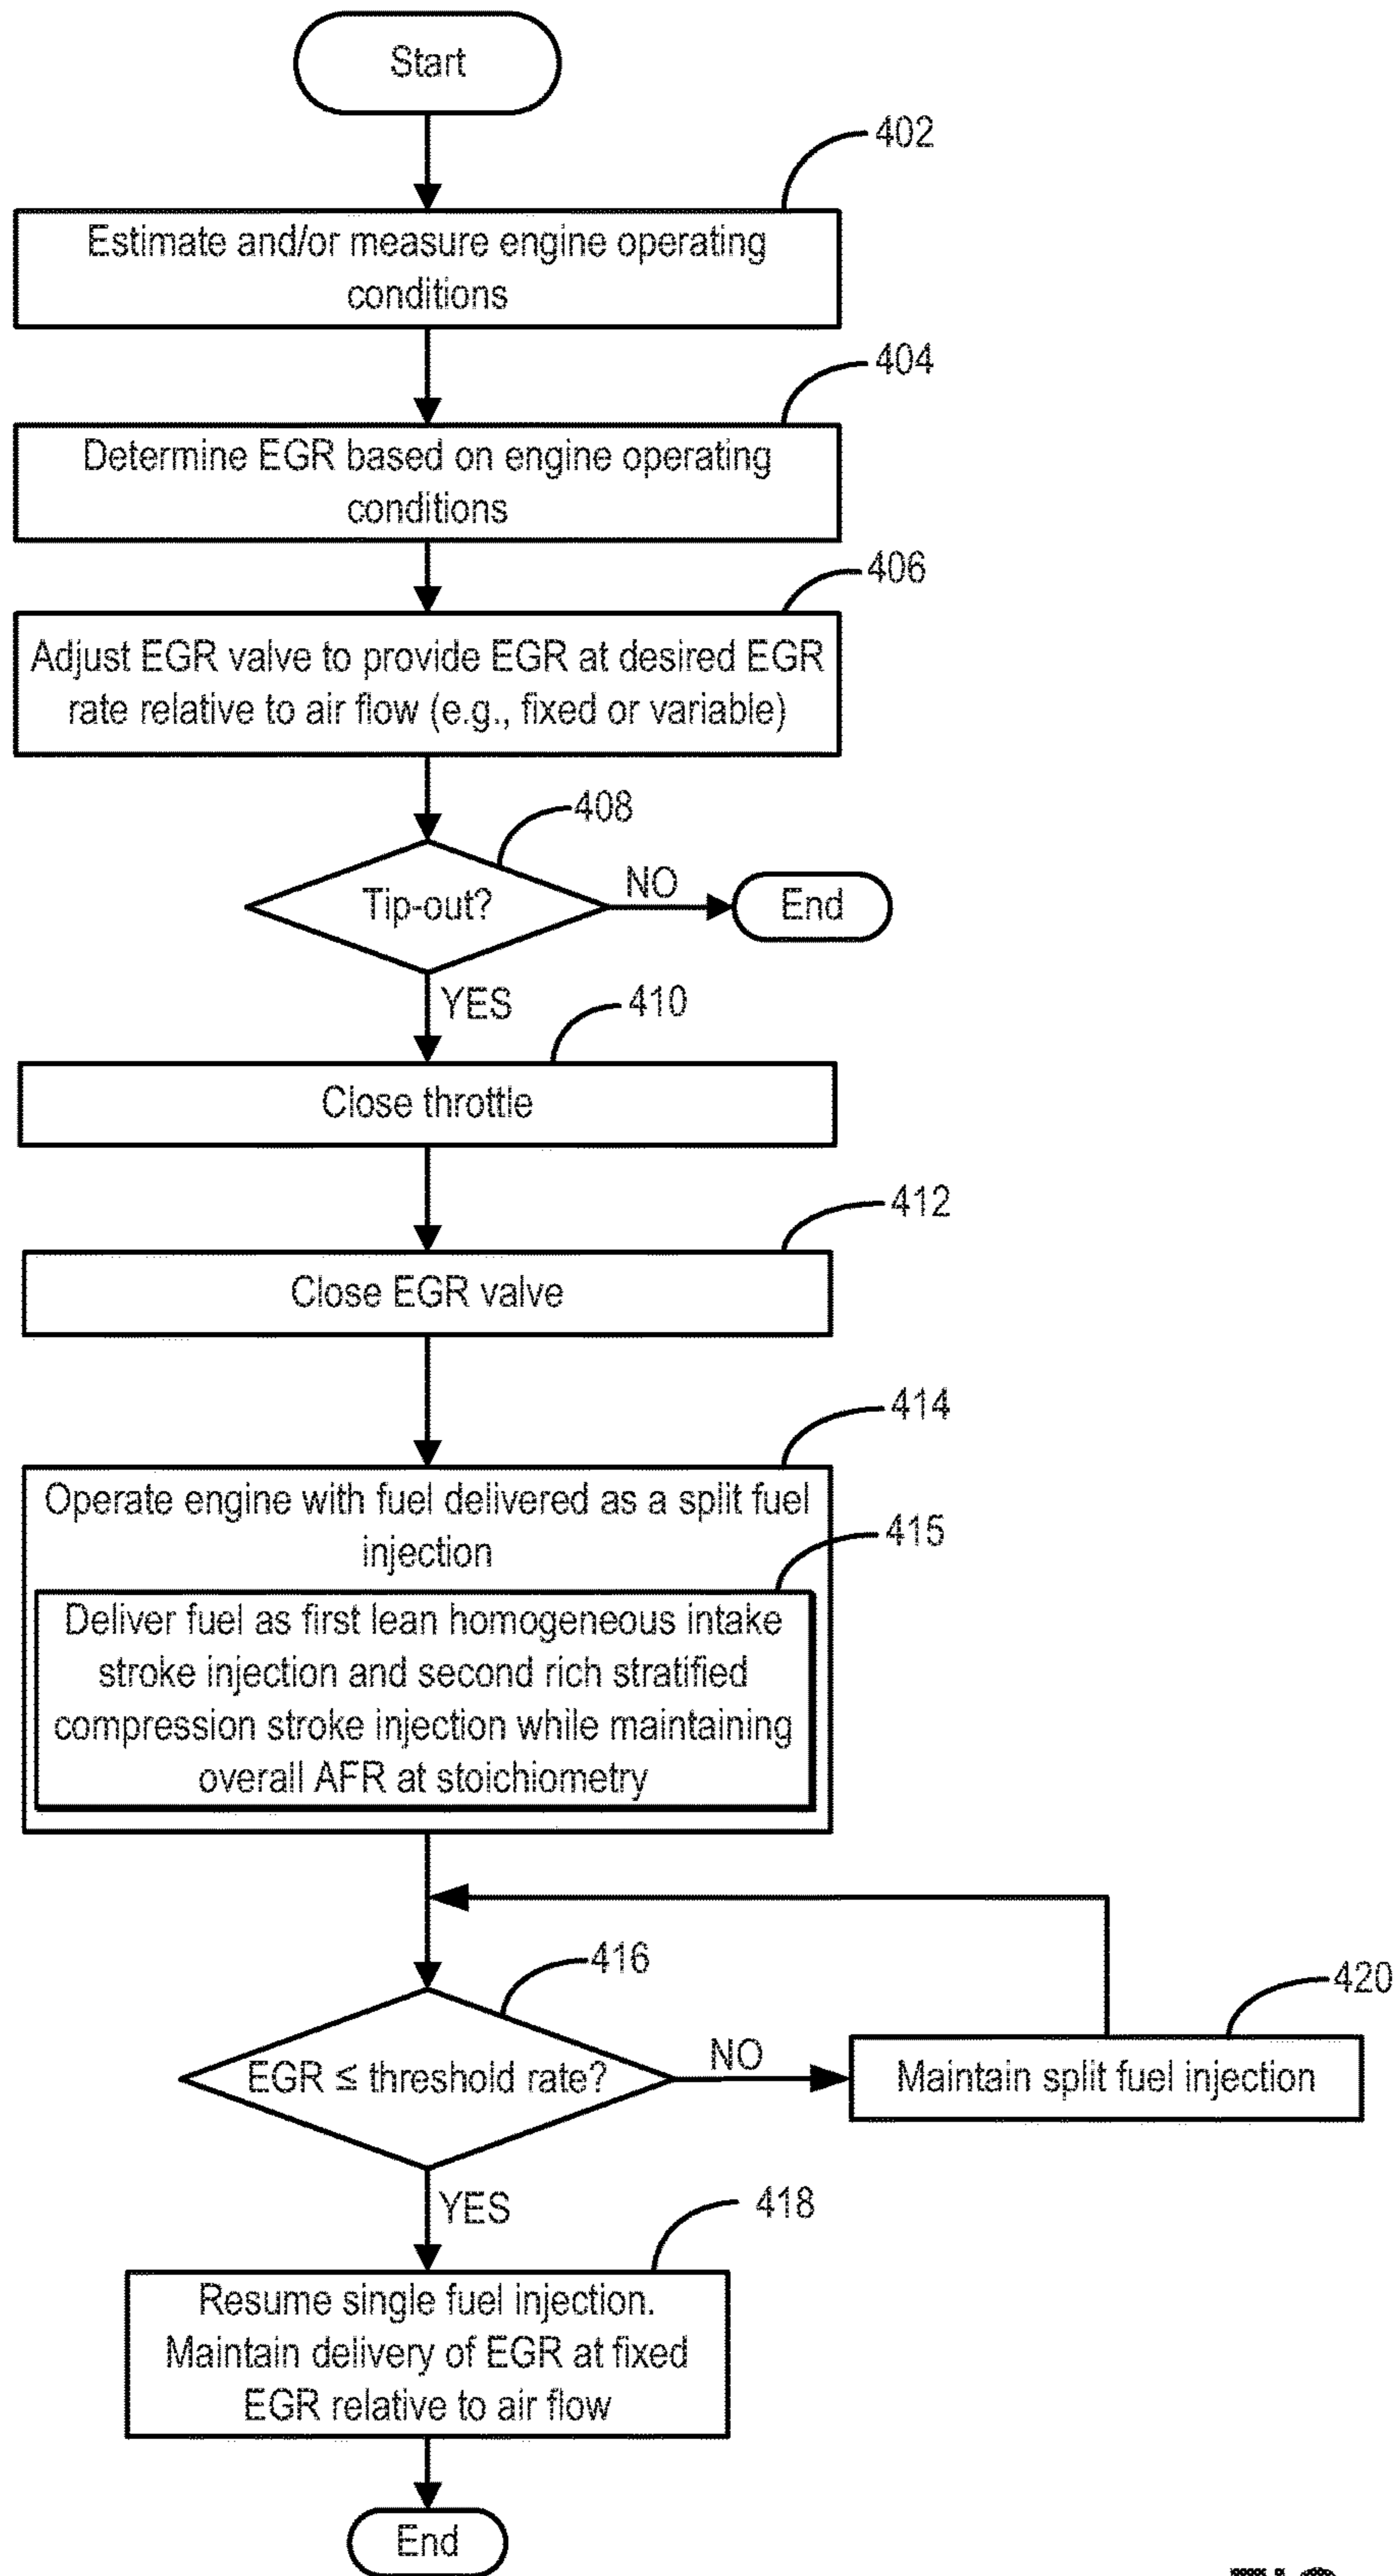 Start
402
Estimate and/or measure engine operating
conditions
404
Determine EGR based on engine operating
conditions
406
Adjust EGR valve to provide EGR at desired EGR
rate relative to air flow (e.g., fixed or variable)
408
Tip-out?
NO
End
YES
410
Close throttle
412
Close EGR valve
414
Operate engine with fuel delivered as a split fuel
injection
415
Deliver fuel as first lean homogeneous intake
stroke injection and second rich stratified
compression stroke injection while maintaining
overall AFR at stoichiometry
416
EGR ≤ threshold rate?
NO
420
Maintain split fuel injection
YES
418
Resume single fuel injection.
Maintain delivery of EGR at fixed
EGR relative to air flow
End